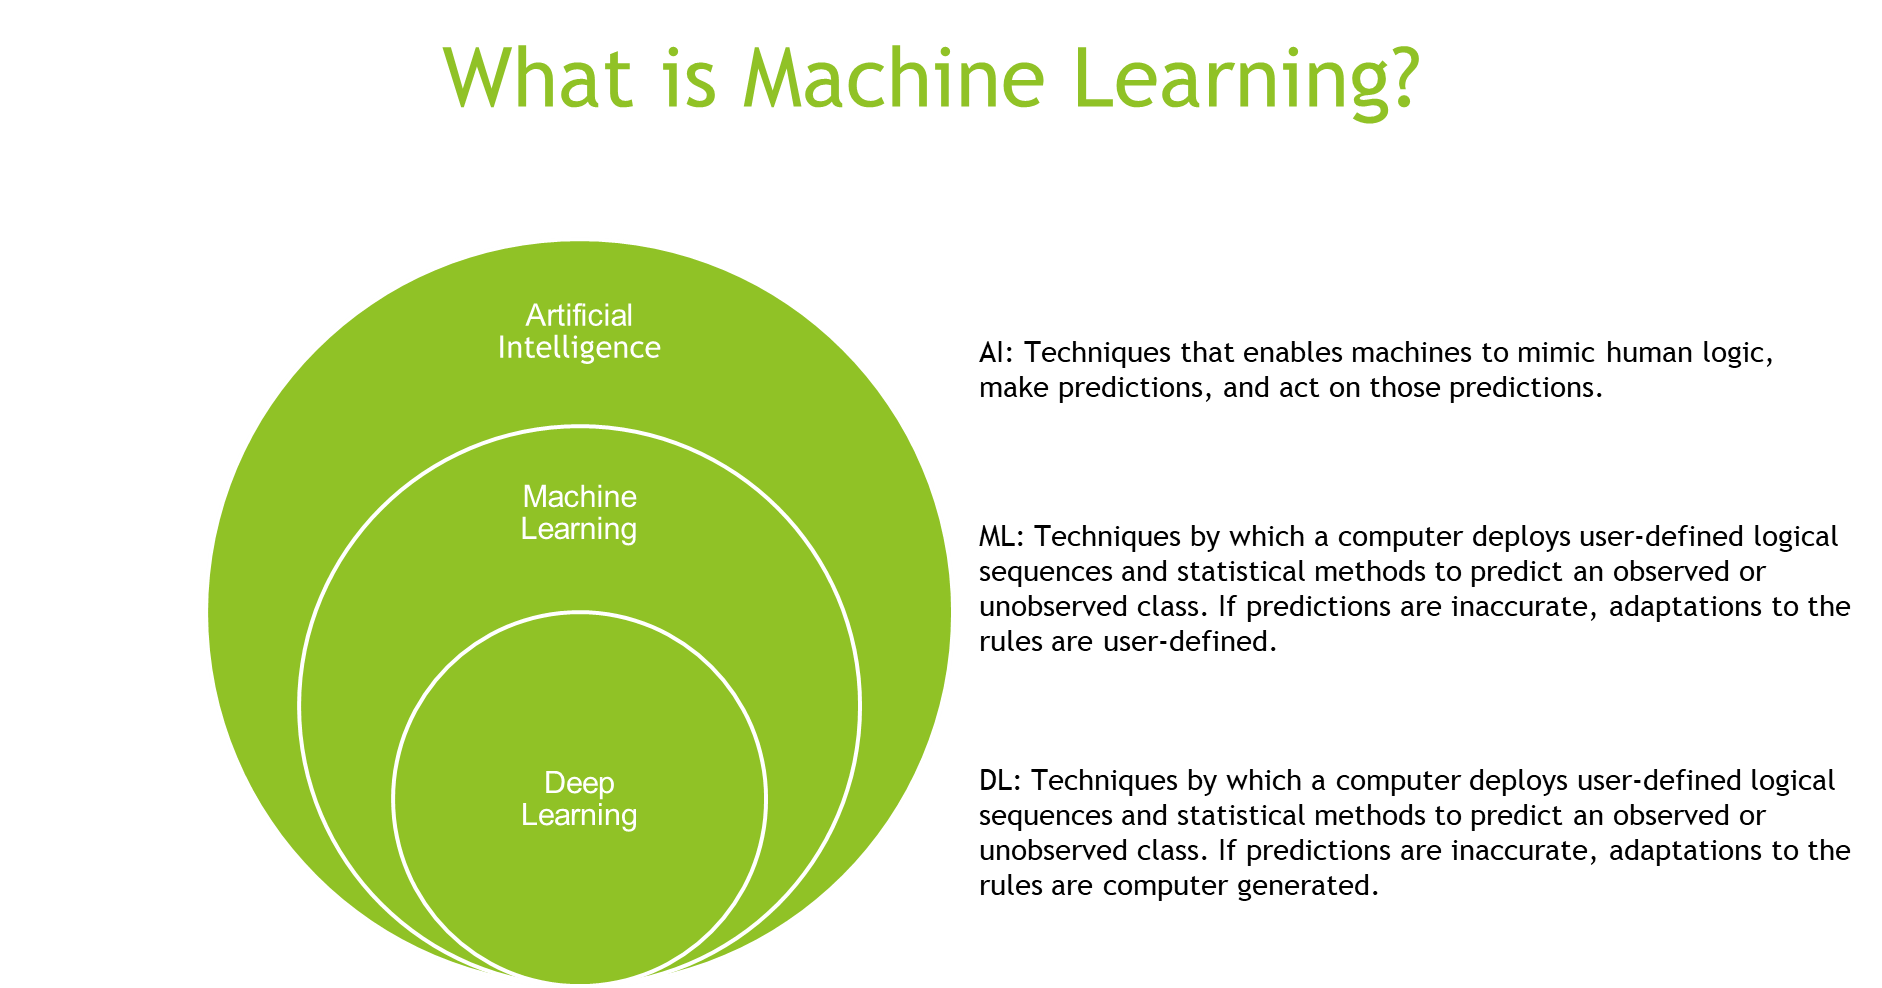 What is Machine Learning?
Artificial
Intelligence
Machine
Learning
Deep
Learning
AI: Techniques that enables machines to mimic human logic,
make predictions, and act on those predictions.
ML: Techniques by which a computer deploys user-defined logical
sequences and statistical methods to predict an observed or
unobserved class. If predictions are inaccurate, adaptations to the
rules are user-defined.
DL: Techniques by which a computer deploys user-defined logical
sequences and statistical methods to predict an observed or
unobserved class. If predictions are inaccurate, adaptations to the
rules are computer generated.